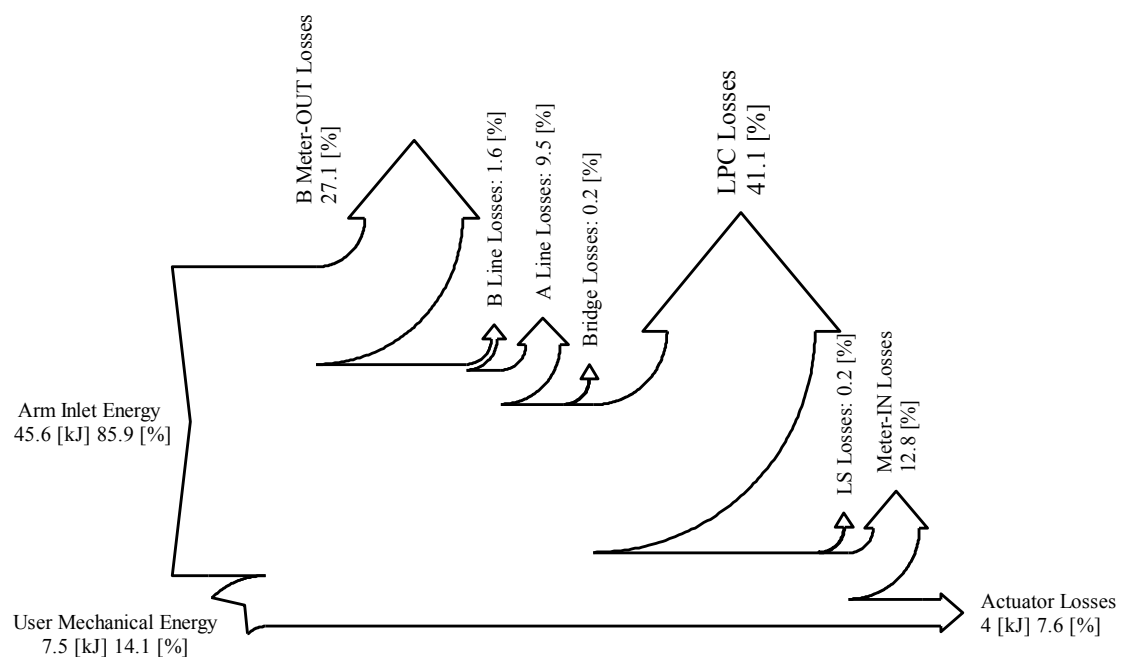 B Meter-OUT Losses
27.1 [%]
B Line Losses: 1.6 [%]
A Line Losses: 9.5 [%]
Bridge Losses: 0.2 [%]
LPC Losses
41.1 [%]
LS Losses: 0.2 [%]
Meter-IN Losses
12.8 [%]
Arm Inlet Energy
45.6 [kJ] 85.9 [%]
User Mechanical Energy
7.5 [kJ] 14.1 [%]
Actuator Losses
4 [kJ] 7.6 [%]